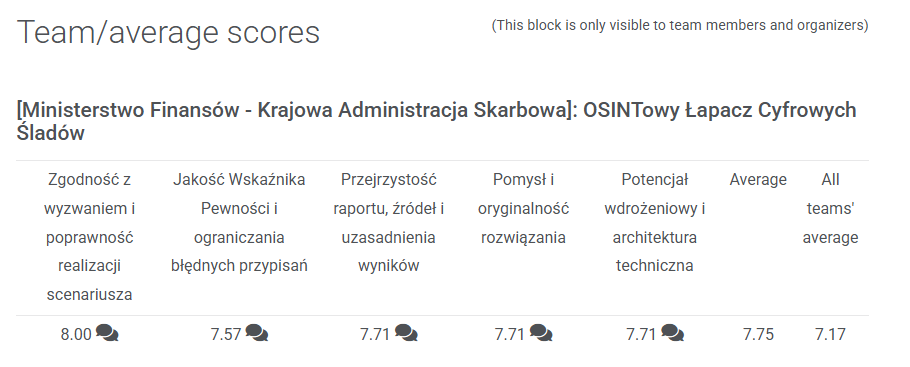 Team/average scores
(This block is only visible to team members and organizers)
[Ministerstwo Finansów - Krajowa Administracja Skarbowa]: OSINTowy Łapacz Cyfrowych
Śladów
Zgodność z
wyzwaniem i
poprawność
realizacji
scenariusza
Jakość Wskaźnika
Pewności i
ograniczania
błędnych przypisań
Przejrzystość
raportu, źródeł i
uzasadnienia
wyników
Pomysł i
oryginalność
rozwiązania
Potencjał
wdrożeniowy i
architektura
techniczna
Average
All
teams'
average
8.00
7.57
7.71
7.71
7.71
7.75
7.17